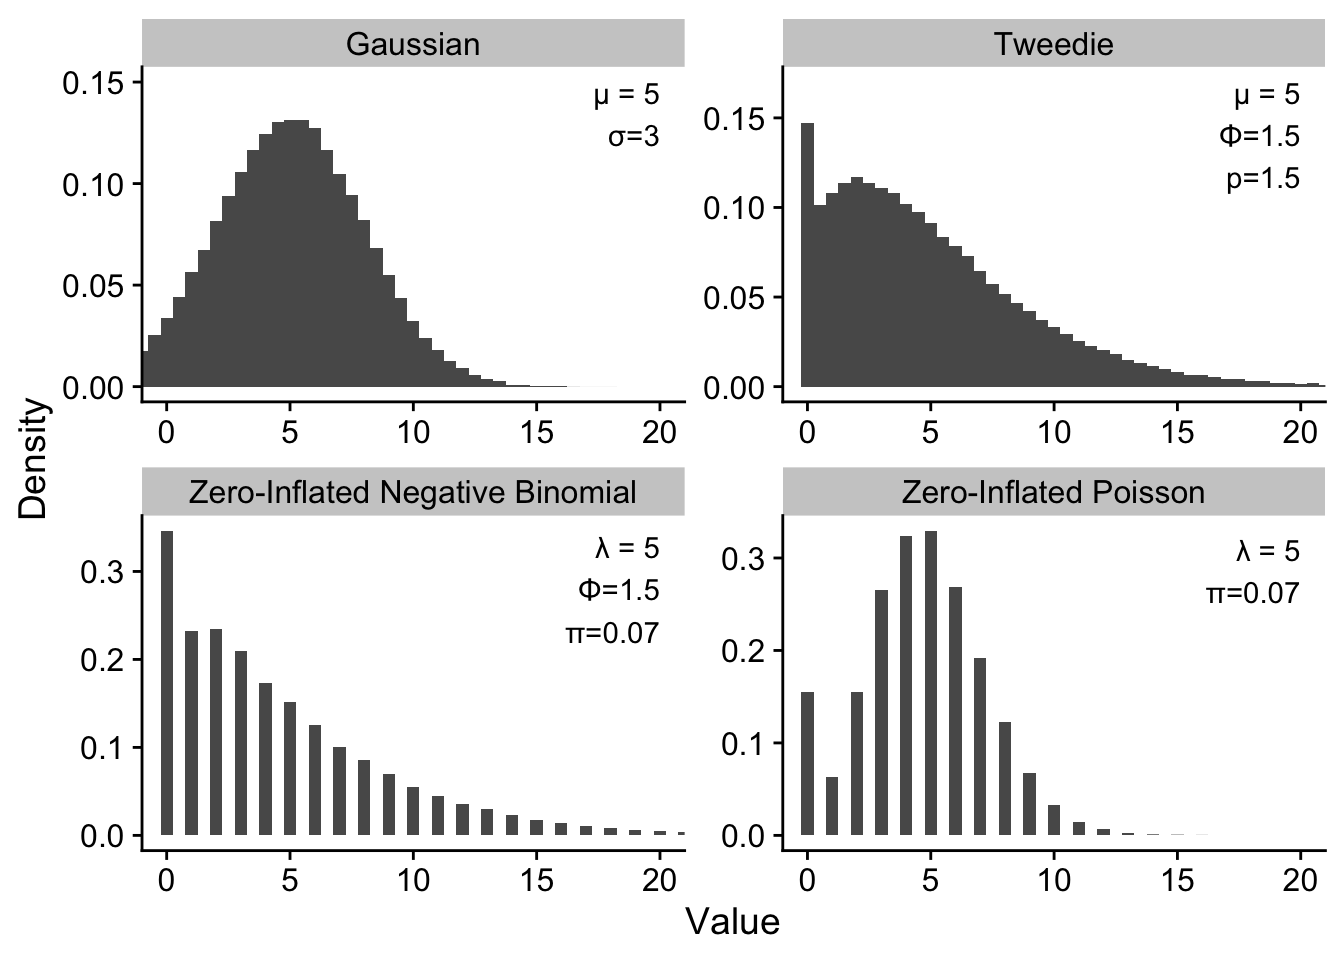 Gaussian
μ = 5
σ=3
0.15
0.10
0.05
0.00
0 5 10 15 20
Tweedie
μ = 5
Φ=1.5
p=1.5
0.15
0.10
0.05
0.00
0 5 10 15 20
Density
Zero-Inflated Negative Binomial
λ = 5
Φ=1.5
π=0.07
0.3
0.2
0.1
0.0
0 5 10 15 20
Zero-Inflated Poisson
λ = 5
π=0.07
0.3
0.2
0.1
0.0
0 5 10 15 20
Value